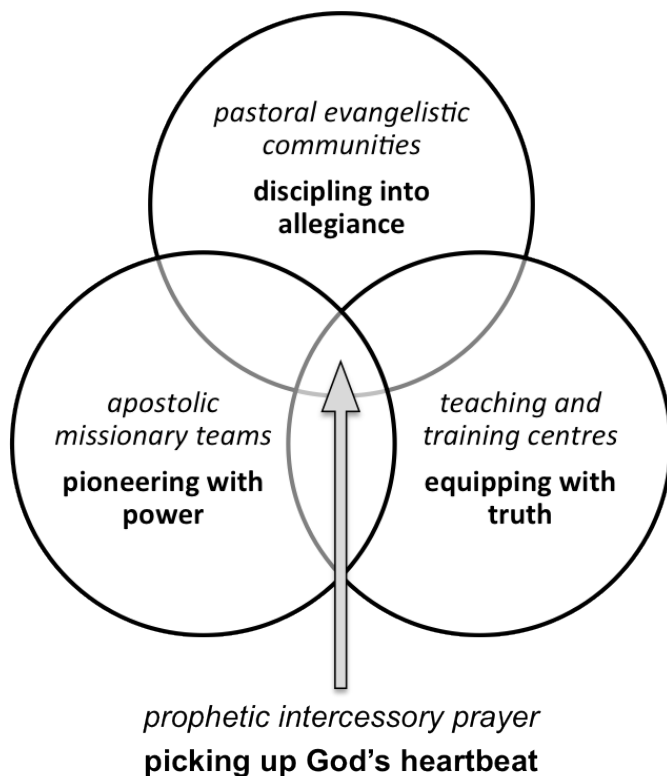 pastoral evangelistic
communities
discipling into
allegiance
apostolic
missionary teams
pioneering with
power
teaching and
training centres
equipping with
truth
prophetic intercessory prayer
picking up God’s heartbeat